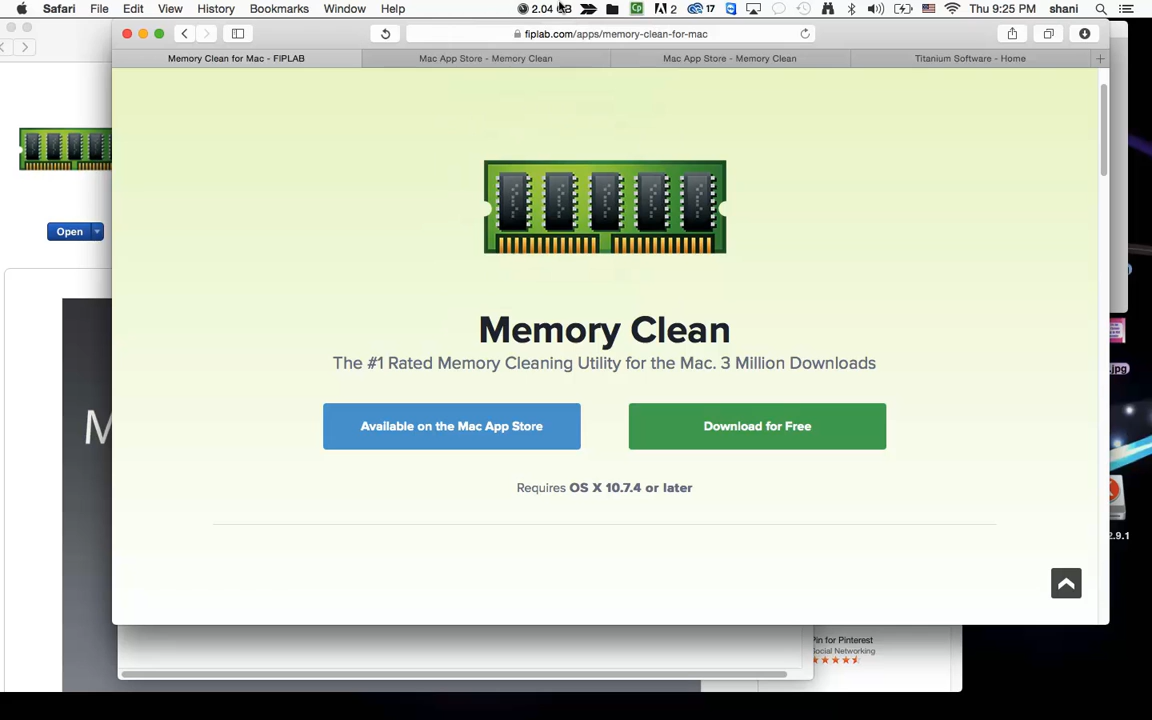 Safari File Edit View History Bookmarks Window Help 2.04 2 17 Thu 9:25 PM shani
fiplab.com/apps/memory-clean-for-mac
Memory Clean for Mac - FIPLAB Mac App Store - Memory Clean Mac App Store - Memory Clean Titanium Software - Home
Open
Memory Clean
The #1 Rated Memory Cleaning Utility for the Mac. 3 Million Downloads
Available on the Mac App Store Download for Free
Requires OS X 10.7.4 or later
M
.jpg
2.9.1
Pin for Pinterest
Social Networking